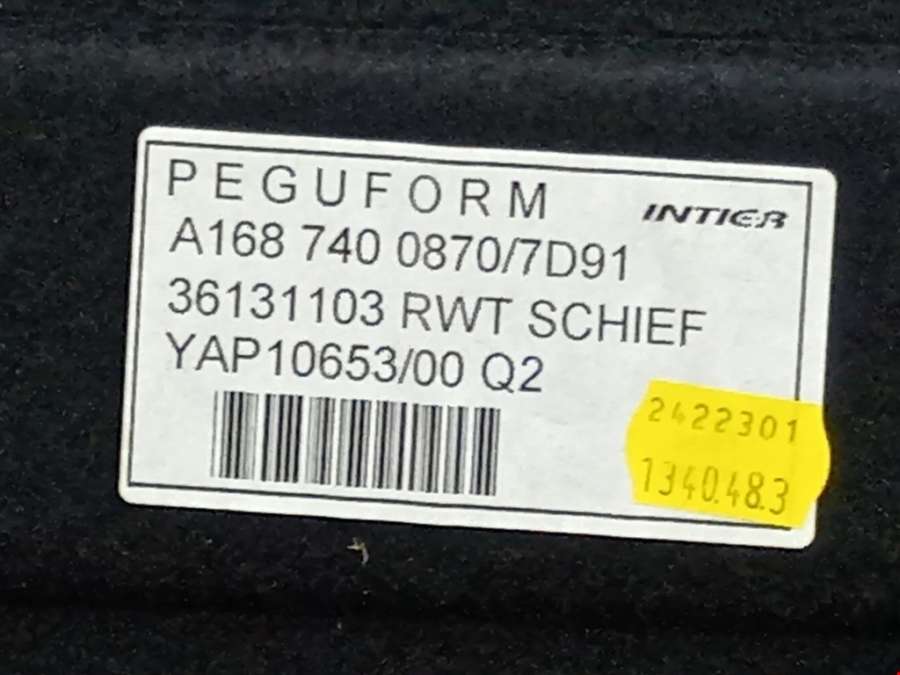 PEGUFORM
INTIER
A168 740 0870/7D91
36131103 RWT SCHIEF
YAP10653/00 Q2
2422301
1340.48.3